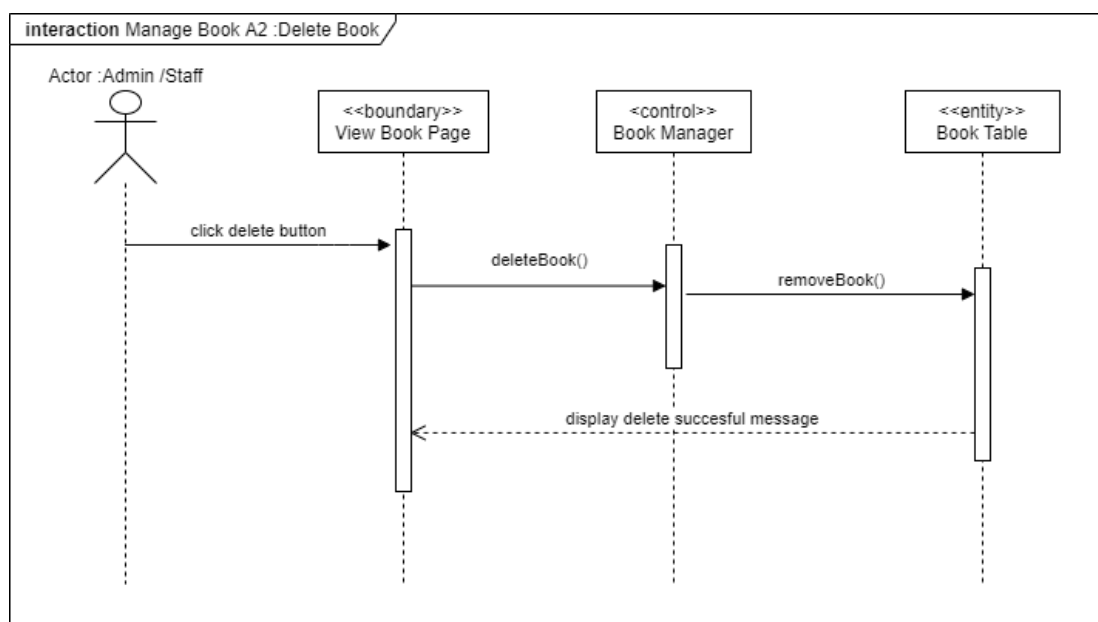 interaction Manage Book A2 :Delete Book
Actor :Admin /Staff
<<boundary>>
View Book Page
<control>>
Book Manager
<<entity>>
Book Table
click delete button
deleteBook()
removeBook()
display delete succesful message